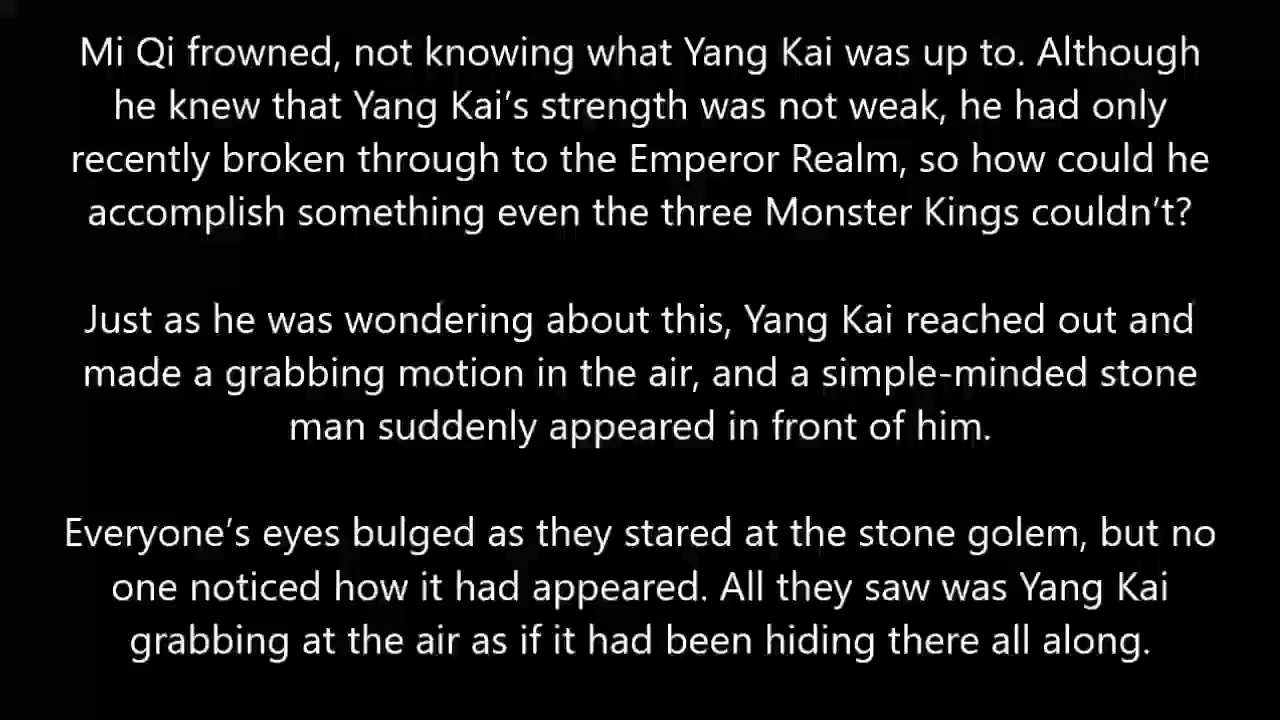 Mi Qi frowned, not knowing what Yang Kai was up to. Although
he knew that Yang Kai’s strength was not weak, he had only
recently broken through to the Emperor Realm, so how could he
accomplish something even the three Monster Kings couldn’t?
Just as he was wondering about this, Yang Kai reached out and
made a grabbing motion in the air, and a simple-minded stone
man suddenly appeared in front of him.
Everyone’s eyes bulged as they stared at the stone golem, but no
one noticed how it had appeared. All they saw was Yang Kai
grabbing at the air as if it had been hiding there all along.